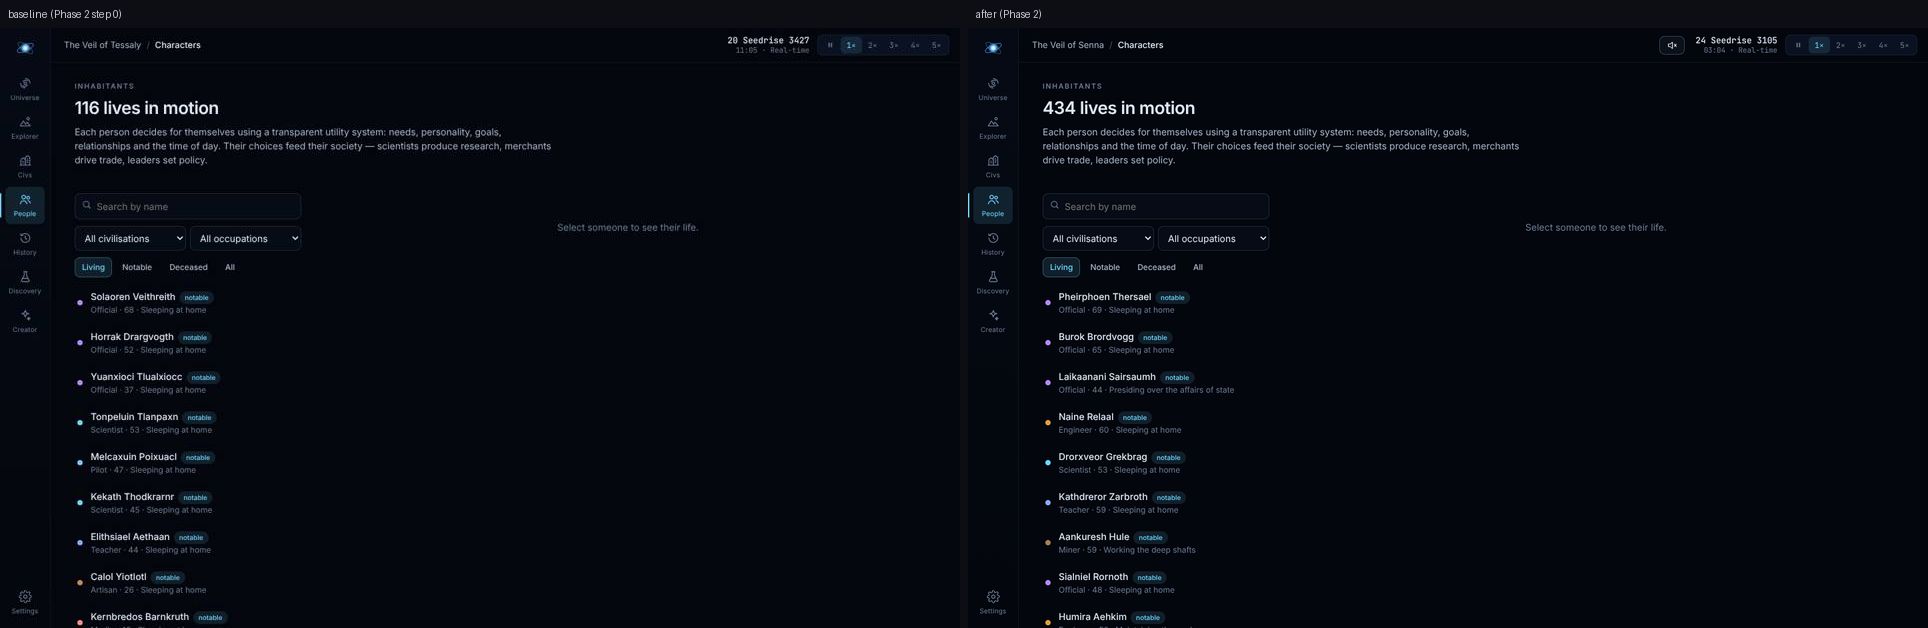 baseline (Phase 2 step 0)
The Veil of Tessaly / Characters
20 Seedrise 3427
11:05 · Real-time
1× 2× 3× 4× 5×
Universe
Explorer
Civs
People
History
Discovery
Creator
Settings
INHABITANTS
116 lives in motion
Each person decides for themselves using a transparent utility system: needs, personality, goals,
relationships and the time of day. Their choices feed their society — scientists produce research, merchants
drive trade, leaders set policy.
Search by name
All civilisations All occupations
Living Notable Deceased All
Select someone to see their life.
Solaoren Veithreith notable
Official · 68 · Sleeping at home
Horrak Drargvogth notable
Official · 52 · Sleeping at home
Yuanxioci Tlualxiocc notable
Official · 37 · Sleeping at home
Tonpeluin Tlanpaxn notable
Scientist · 53 · Sleeping at home
Melcaxuin Poixuacl notable
Pilot · 47 · Sleeping at home
Kekath Thodkrarnr notable
Scientist · 45 · Sleeping at home
Elithsiael Aethaan notable
Teacher · 44 · Sleeping at home
Calol Yiotiotl notable
Artisan · 26 · Sleeping at home
Kernbredos Barnkruth notable
after (Phase 2)
The Veil of Senna / Characters
24 Seedrise 3105
03:04 · Real-time
1× 2× 3× 4× 5×
Universe
Explorer
Civs
People
History
Discovery
Creator
Settings
INHABITANTS
434 lives in motion
Each person decides for themselves using a transparent utility system: needs, personality, goals,
relationships and the time of day. Their choices feed their society — scientists produce research, merchants
drive trade, leaders set policy.
Search by name
All civilisations All occupations
Living Notable Deceased All
Select someone to see their life.
Pheirphoen Thersael notable
Official · 69 · Sleeping at home
Burok Brordvogg notable
Official · 65 · Sleeping at home
Laikaanani Sairsaumh notable
Official · 44 · Presiding over the affairs of state
Naine Relaal notable
Engineer · 60 · Sleeping at home
Drorxveor Grekbrag notable
Scientist · 53 · Sleeping at home
Kathdreror Zarbroth notable
Teacher · 59 · Sleeping at home
Aankuresh Hule notable
Miner · 59 · Working the deep shafts
Sialniel Rornoth notable
Official · 48 · Sleeping at home
Humira Aehkim notable